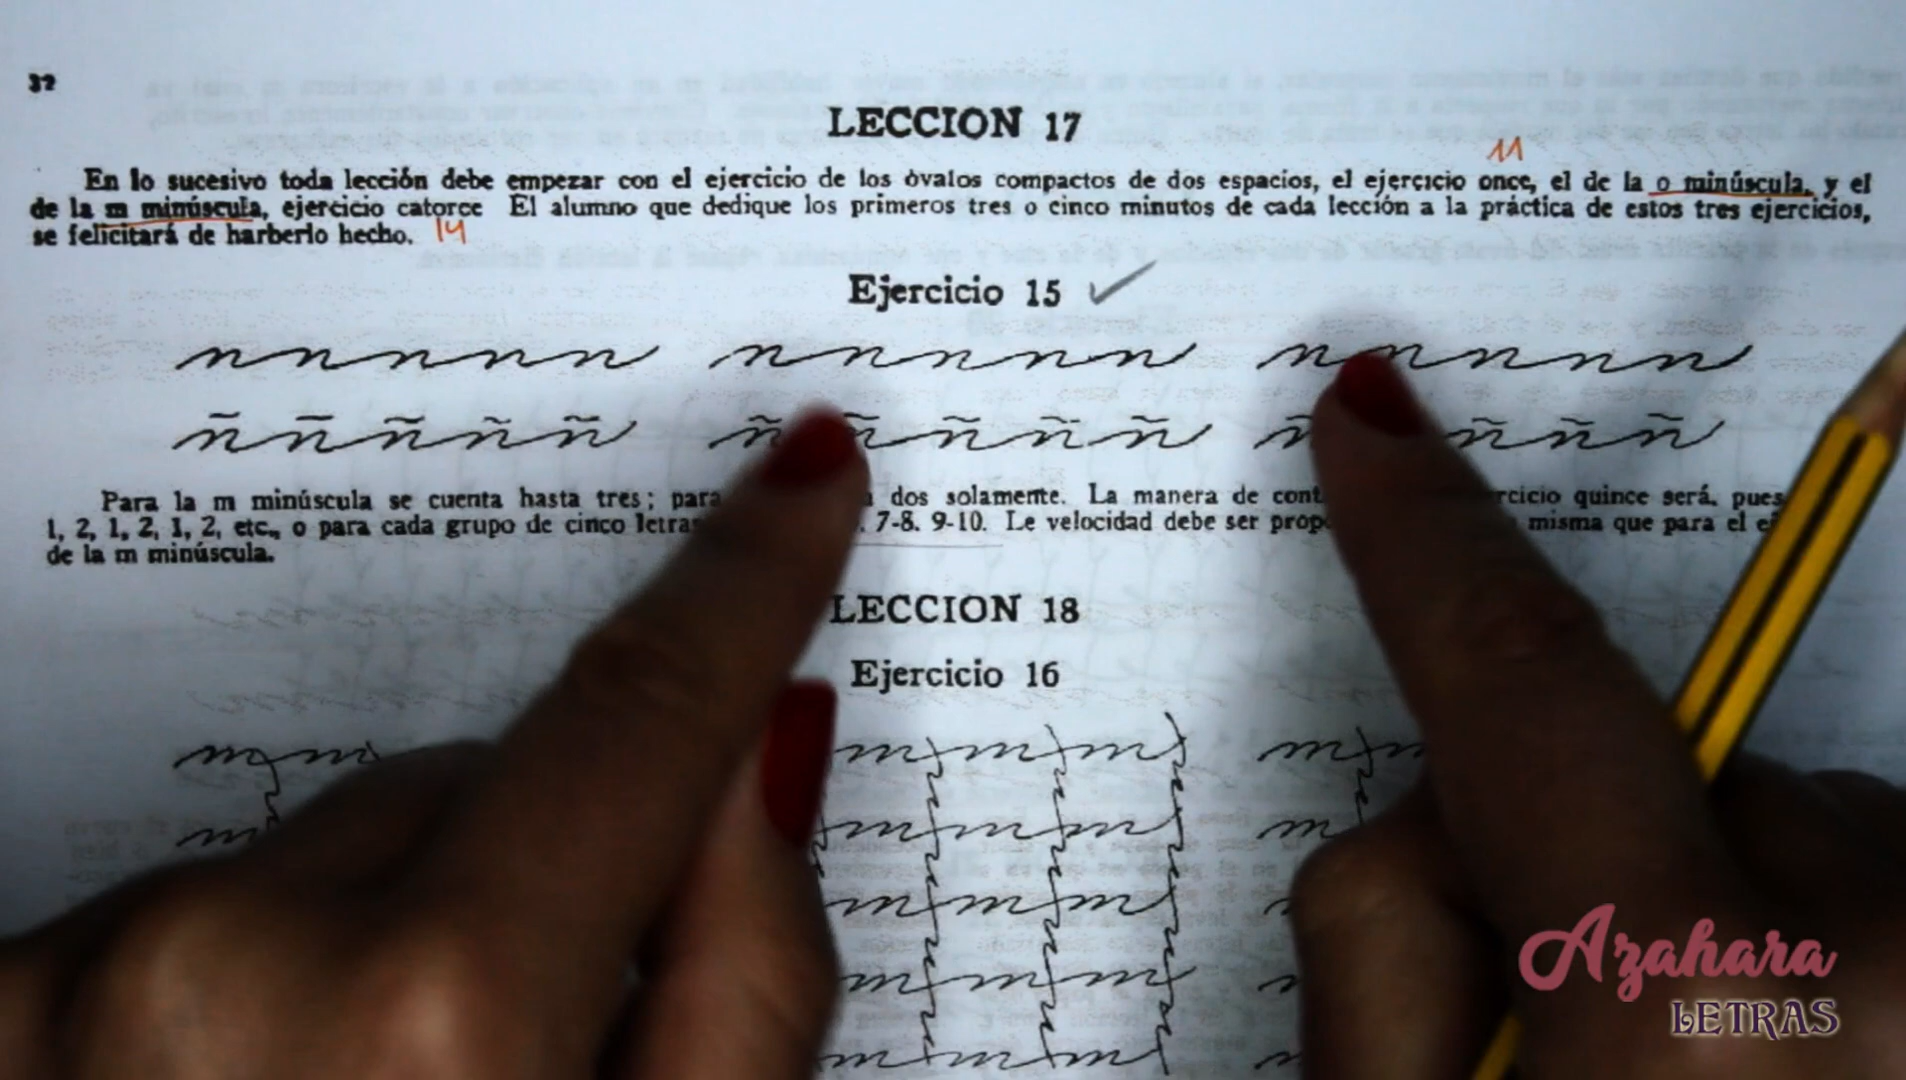 32
LECCION 17
11
En lo sucesivo toda lección debe empezar con el ejercicio de los óvalos compactos de dos espacios, el ejercicio once, el de la o minúscula, y el
de la m minúscula, ejercicio catorce El alumno que dedique los primeros tres o cinco minutos de cada lección a la práctica de estos tres ejercicios,
se felicitará de harberlo hecho. 14
Ejercicio 15
n n n n n n n n n n n n n n n
ñ ñ ñ ñ ñ ñ ñ ñ ñ ñ ñ ñ ñ ñ
Para la m minúscula se cuenta hasta tres; para dos solamente. La manera de quince será, pues
1, 2, 1, 2, 1, 2, etc., o para cada grupo de cinco letras 7-8. 9-10. Le velocidad debe ser misma que para el
de la m minúscula.
LECCION 18
Ejercicio 16
m m m m m m
m m m m m
m m m
m m m
m m m
Azahara
LETRAS